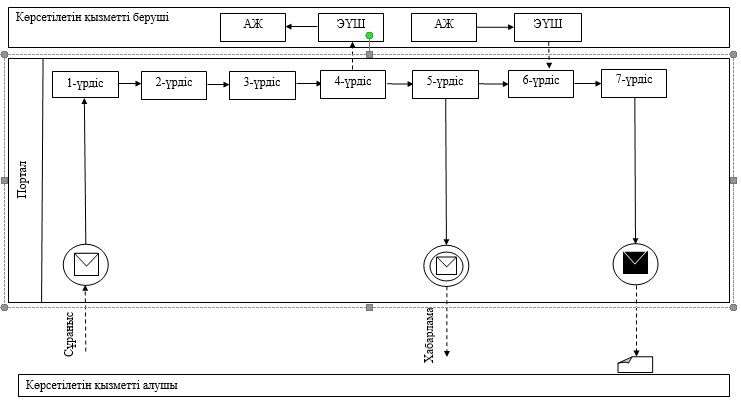 Көрсетілетін қызметті беруші
АЖ
ЭҮШ
АЖ
ЭҮШ
Портал
1-үрдіс
2-үрдіс
3-үрдіс
4-үрдіс
5-үрдіс
6-үрдіс
7-үрдіс
Сұраныс
Хабарлама
Көрсетілетін қызметті алушы